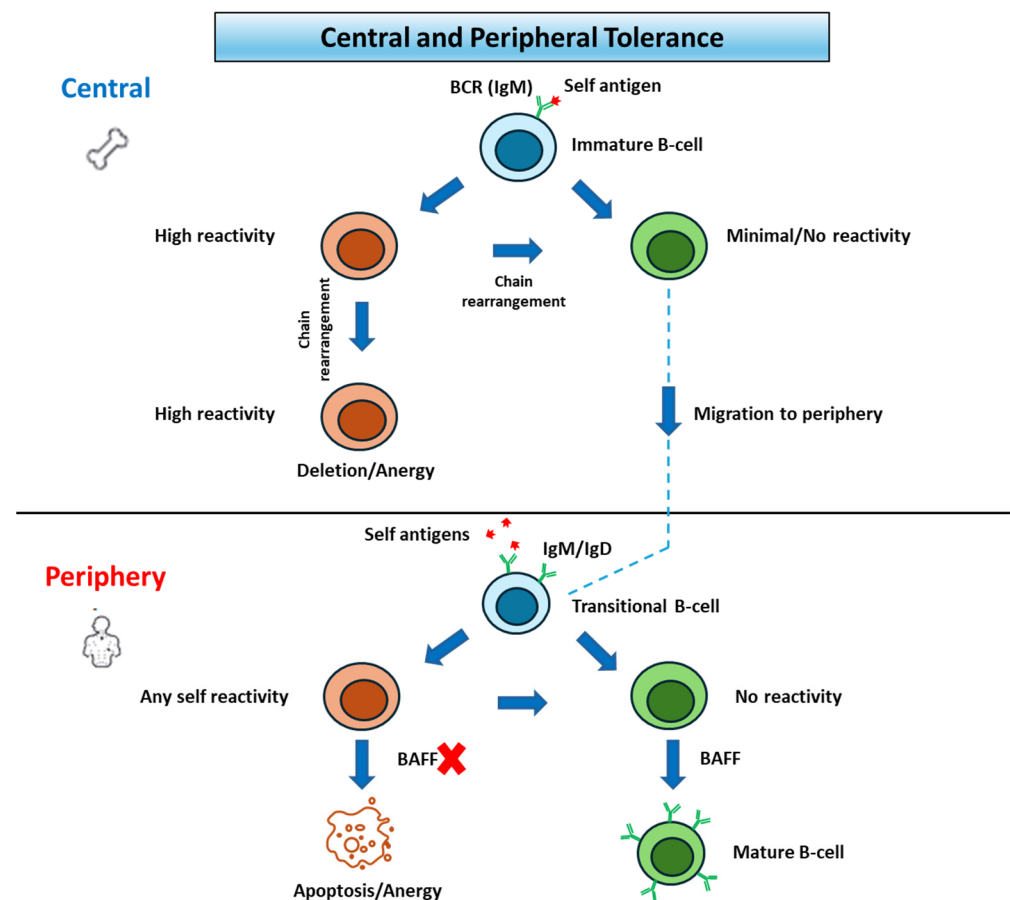 Central and Peripheral Tolerance
Central
BCR (IgM)
Self antigen
Immature B-cell
High reactivity
Minimal/No reactivity
Chain
rearrangement
Chain
rearrangement
High reactivity
Migration to periphery
Deletion/Anergy
Self antigens
IgM/IgD
Periphery
Transitional B-cell
Any self reactivity
No reactivity
BAFF
BAFF
Mature B-cell
Apoptosis/Anergy